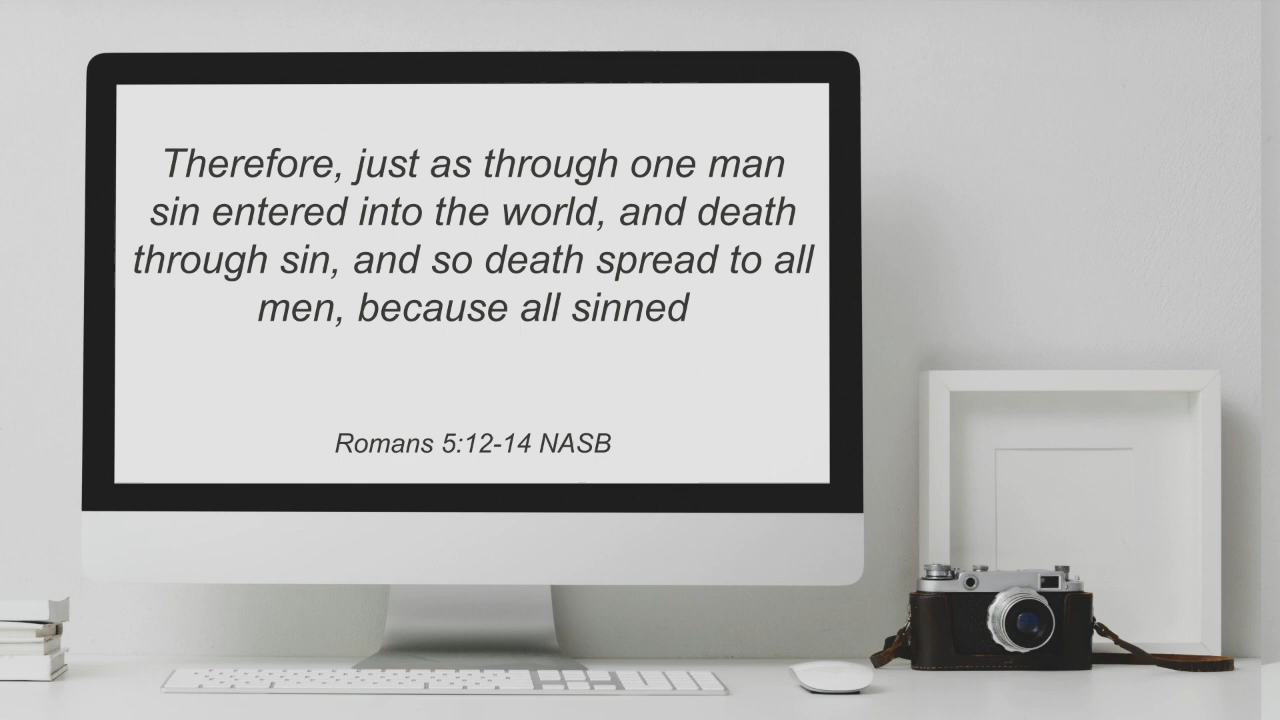 Therefore, just as through one man
sin entered into the world, and death
through sin, and so death spread to all
men, because all sinned
Romans 5:12-14 NASB